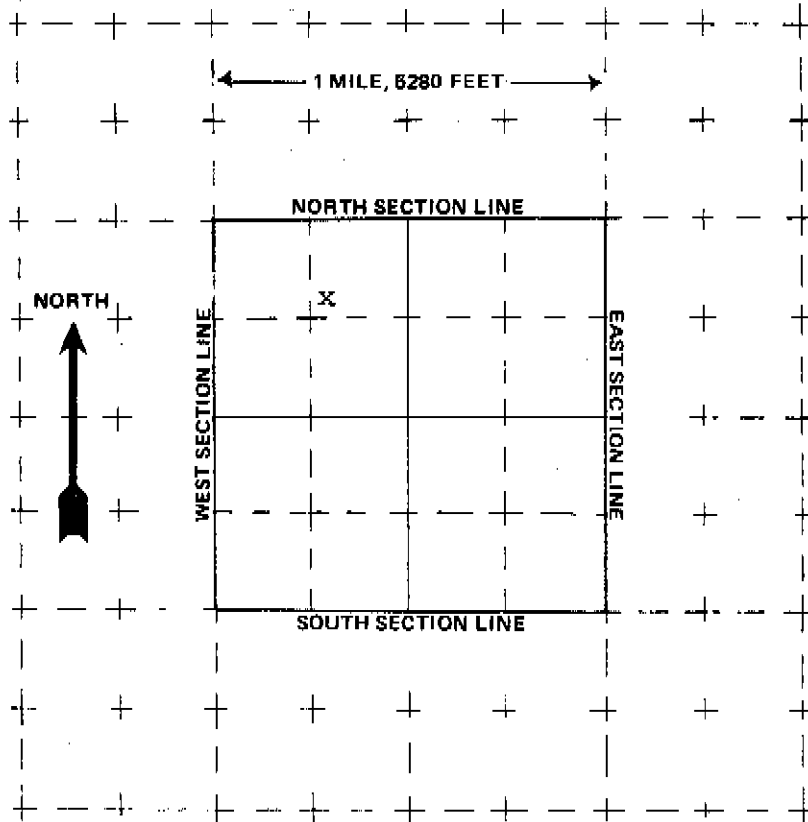 1 MILE, 5280 FEET
NORTH SECTION LINE
X
NORTH
WEST SECTION LINE
EAST SECTION LINE
SOUTH SECTION LINE